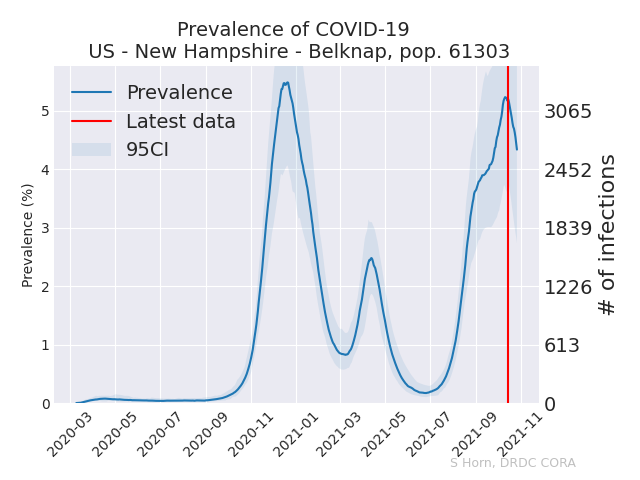 Prevalence of COVID-19
US - New Hampshire - Belknap, pop. 61303
Prevalence
Latest data
95CI
Prevalence (%)
5
4
3
2
1
0
3065
2452
1839
1226
613
0
# of infections
2020-03
2020-05
2020-07
2020-09
2020-11
2021-01
2021-03
2021-05
2021-07
2021-09
2021-11
S Horn, DRDC CORA